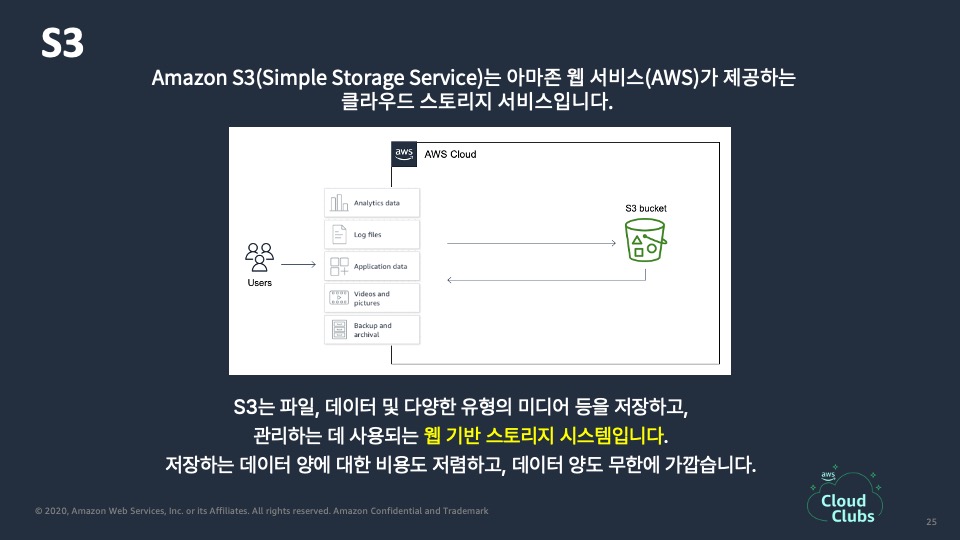 S3
Amazon S3(Simple Storage Service)는 아마존 웹 서비스(AWS)가 제공하는
클라우드 스토리지 서비스입니다.
aws
AWS Cloud
Analytics data
Log files
Application data
Videos and
pictures
Backup and
archival
Users
S3 bucket
S3는 파일, 데이터 및 다양한 유형의 미디어 등을 저장하고,
관리하는 데 사용되는 웹 기반 스토리지 시스템입니다.
저장하는 데이터 양에 대한 비용도 저렴하고, 데이터 양도 무한에 가깝습니다.
aws
Cloud
Clubs
© 2020, Amazon Web Services, Inc. or its Affiliates. All rights reserved. Amazon Confidential and Trademark
25